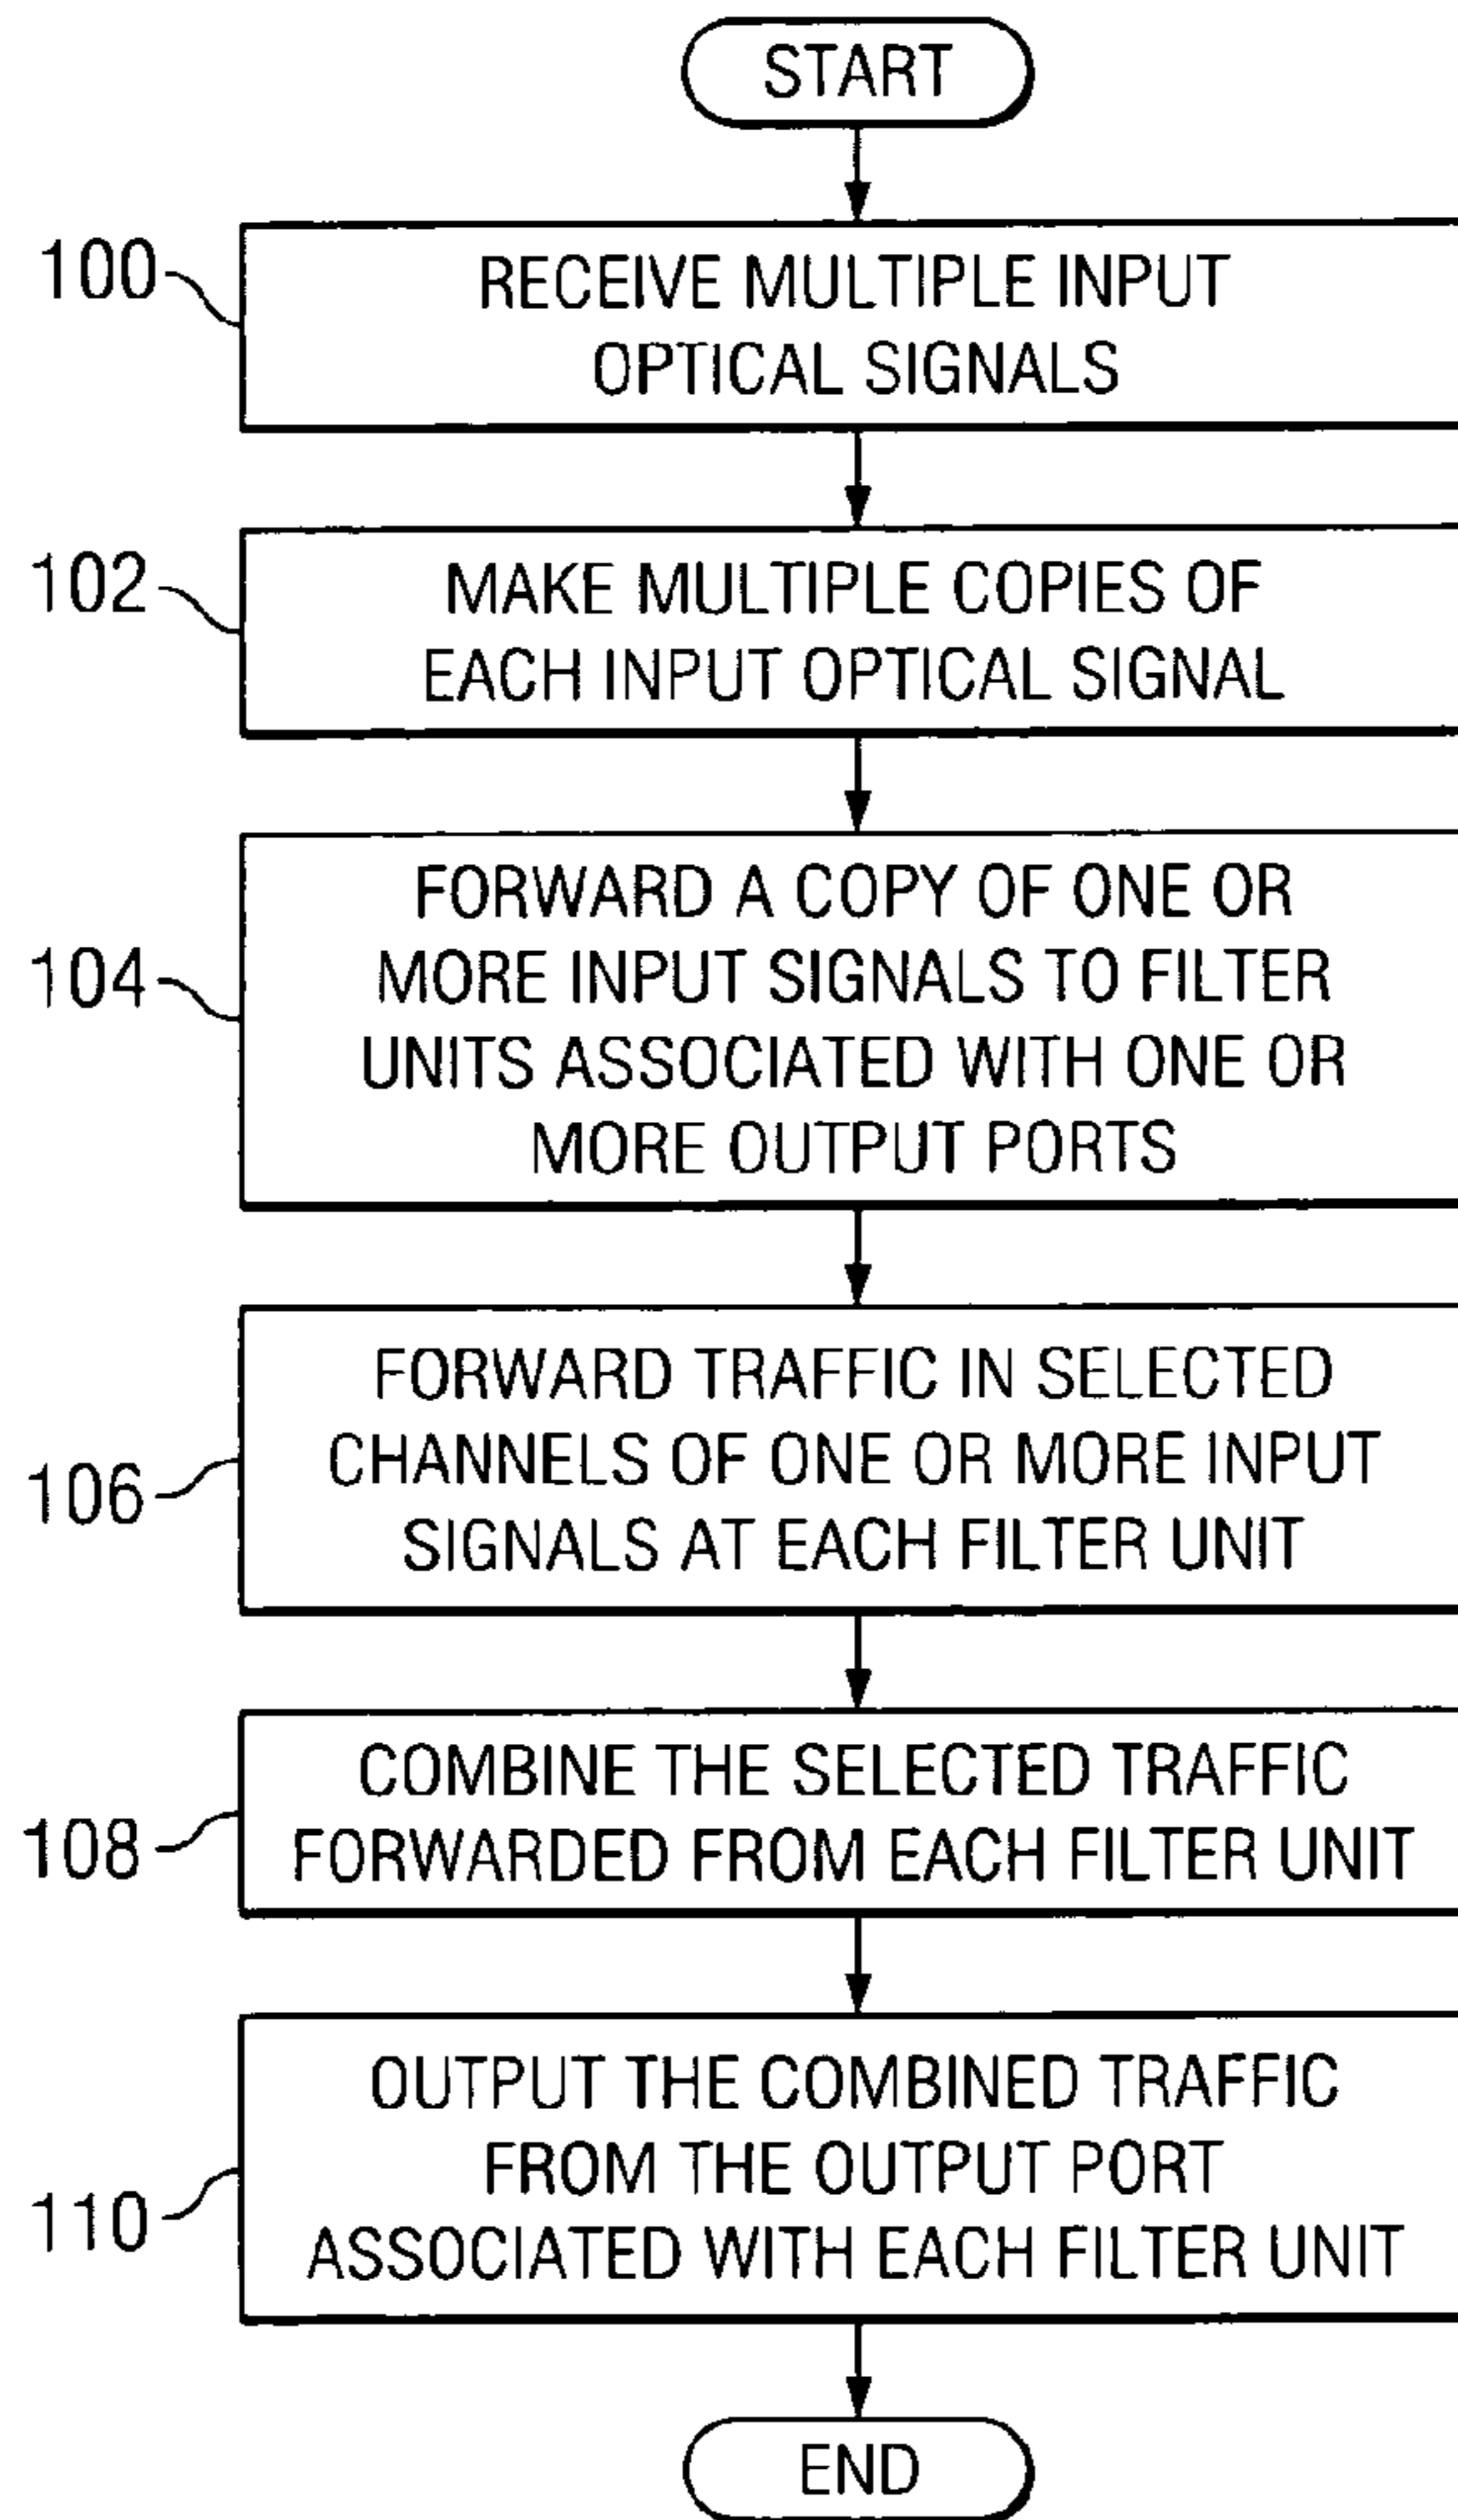 START
100
RECEIVE MULTIPLE INPUT
OPTICAL SIGNALS
102
MAKE MULTIPLE COPIES OF
EACH INPUT OPTICAL SIGNAL
104
FORWARD A COPY OF ONE OR
MORE INPUT SIGNALS TO FILTER
UNITS ASSOCIATED WITH ONE OR
MORE OUTPUT PORTS
106
FORWARD TRAFFIC IN SELECTED
CHANNELS OF ONE OR MORE INPUT
SIGNALS AT EACH FILTER UNIT
108
COMBINE THE SELECTED TRAFFIC
FORWARDED FROM EACH FILTER UNIT
110
OUTPUT THE COMBINED TRAFFIC
FROM THE OUTPUT PORT
ASSOCIATED WITH EACH FILTER UNIT
END